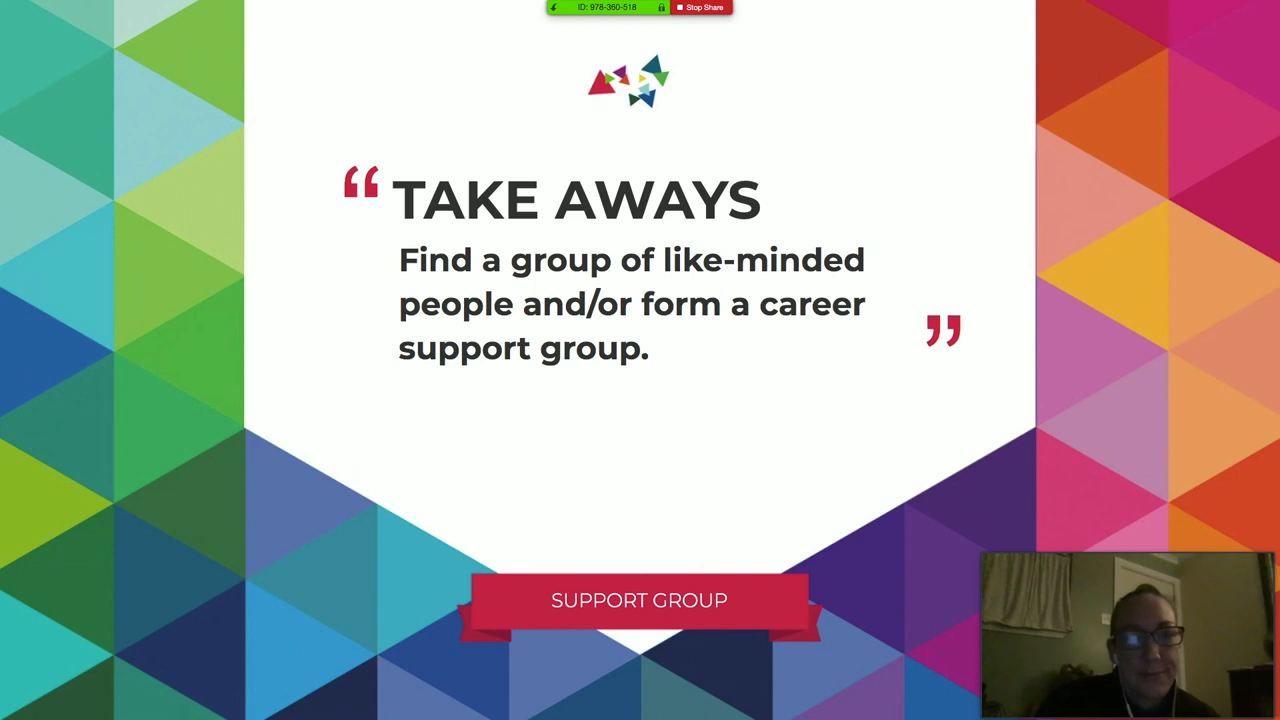 ID: 978-360-518
Stop Share
“ TAKE AWAYS
Find a group of like-minded
people and/or form a career
support group. ”
SUPPORT GROUP